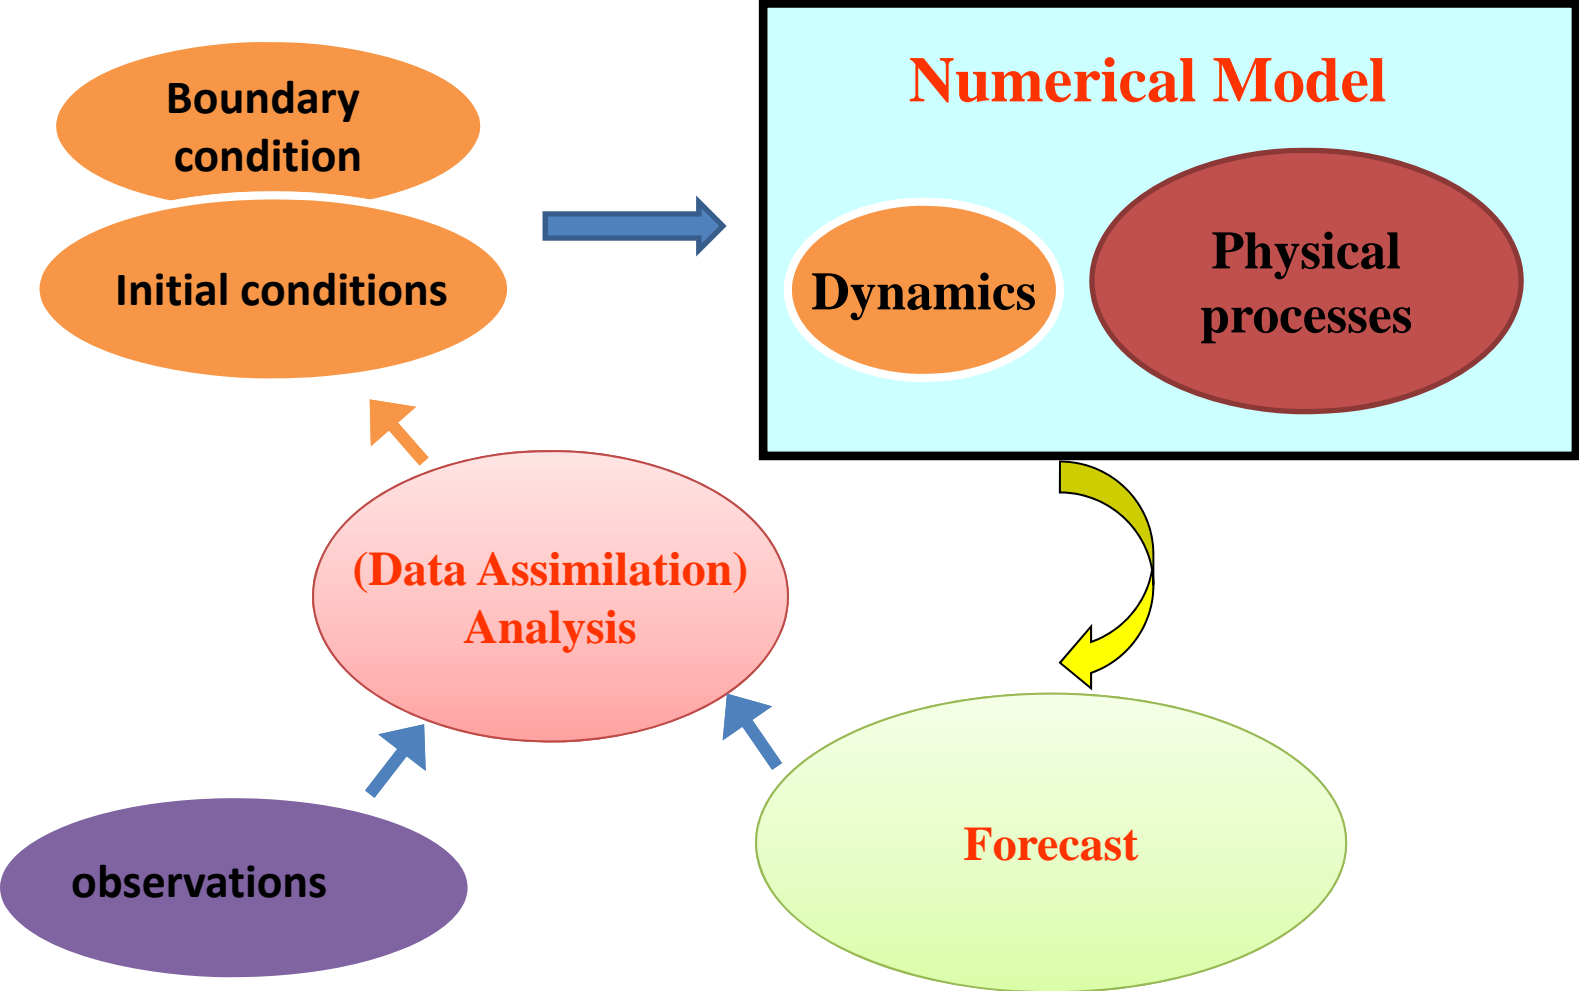 Boundary
condition
Initial conditions
Numerical Model
Dynamics
Physical
processes
(Data Assimilation)
Analysis
observations
Forecast